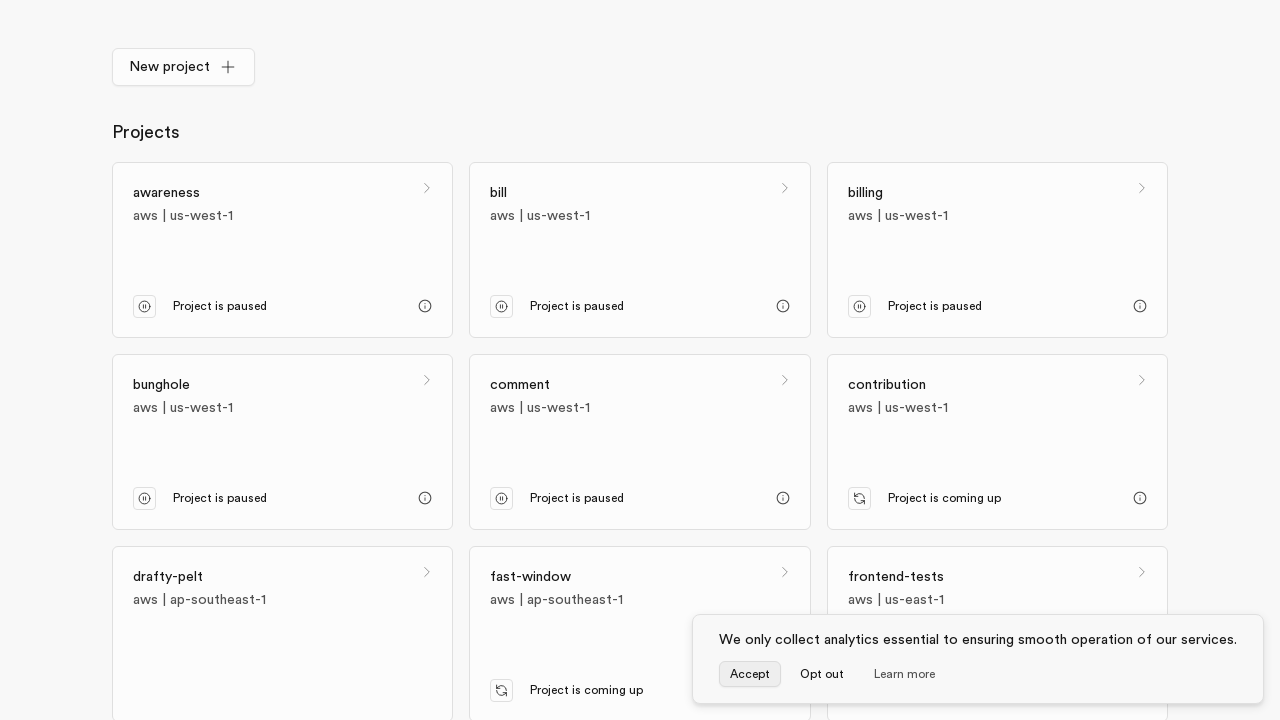 New project
Projects
awareness
aws | us-west-1
Project is paused
bill
aws | us-west-1
Project is paused
billing
aws | us-west-1
Project is paused
bunghole
aws | us-west-1
Project is paused
comment
aws | us-west-1
Project is paused
contribution
aws | us-west-1
Project is coming up
drafty-pelt
aws | ap-southeast-1
fast-window
aws | ap-southeast-1
Project is coming up
frontend-tests
aws | us-east-1
We only collect analytics essential to ensuring smooth operation of our services.
Accept
Opt out
Learn more